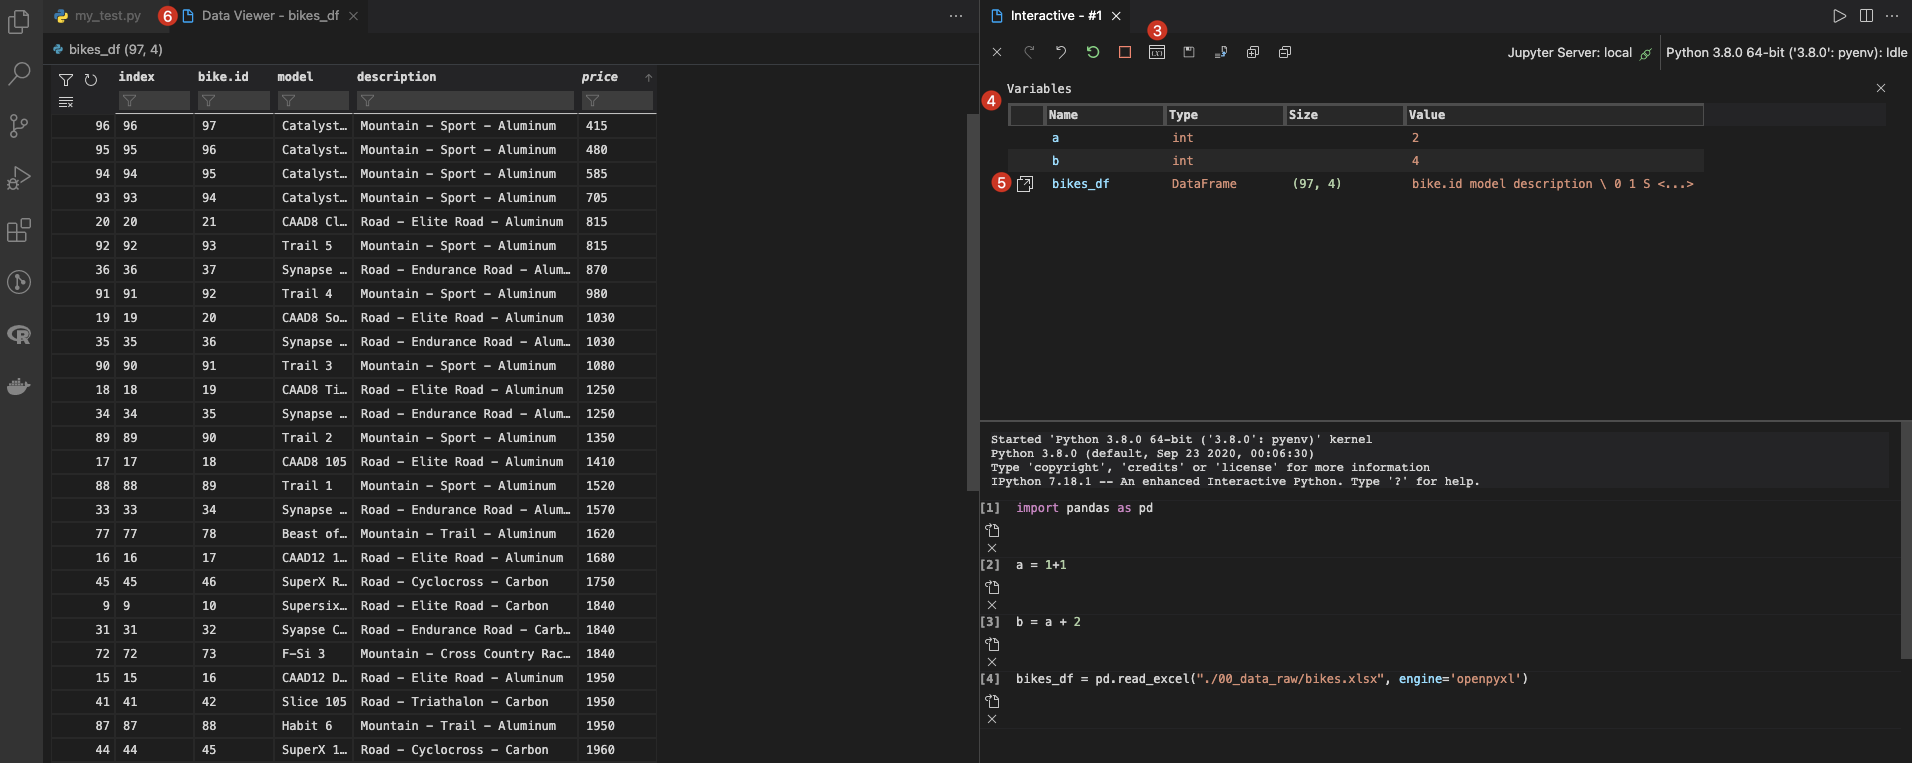 my_test.py
6 Data Viewer - bikes_df
bikes_df (97, 4)
index bike.id model description price
96 96 97 Catalyst… Mountain - Sport - Aluminum 415
95 95 96 Catalyst… Mountain - Sport - Aluminum 480
94 94 95 Catalyst… Mountain - Sport - Aluminum 585
93 93 94 Catalyst… Mountain - Sport - Aluminum 705
20 20 21 CAAD8 Cl… Road - Elite Road - Aluminum 815
92 92 93 Trail 5 Mountain - Sport - Aluminum 815
36 36 37 Synapse … Road - Endurance Road - Alum… 870
91 91 92 Trail 4 Mountain - Sport - Aluminum 980
19 19 20 CAAD8 So… Road - Elite Road - Aluminum 1030
35 35 36 Synapse … Road - Endurance Road - Alum… 1030
90 90 91 Trail 3 Mountain - Sport - Aluminum 1080
18 18 19 CAAD8 Ti… Road - Elite Road - Aluminum 1250
34 34 35 Synapse … Road - Endurance Road - Alum… 1250
89 89 90 Trail 2 Mountain - Sport - Aluminum 1350
17 17 18 CAAD8 105 Road - Elite Road - Aluminum 1410
88 88 89 Trail 1 Mountain - Sport - Aluminum 1520
33 33 34 Synapse … Road - Endurance Road - Alum… 1570
77 77 78 Beast of… Mountain - Trail - Aluminum 1620
16 16 17 CAAD12 1… Road - Elite Road - Aluminum 1680
45 45 46 SuperX R… Road - Cyclocross - Carbon 1750
9 9 10 Supersix… Road - Elite Road - Carbon 1840
31 31 32 Syapse C… Road - Endurance Road - Carb… 1840
72 72 73 F-Si 3 Mountain - Cross Country Rac… 1840
15 15 16 CAAD12 D… Road - Elite Road - Aluminum 1950
41 41 42 Slice 105 Road - Triathalon - Carbon 1950
87 87 88 Habit 6 Mountain - Trail - Aluminum 1950
44 44 45 SuperX 1… Road - Cyclocross - Carbon 1960
Interactive - #1
3
Jupyter Server: local
Python 3.8.0 64-bit ('3.8.0': pyenv): Idle
Variables
4
Name Type Size Value
a int 2
b int 4
5 bikes_df DataFrame (97, 4) bike.id model description \ 0 1 S <...>
Started 'Python 3.8.0 64-bit ('3.8.0': pyenv)' kernel
Python 3.8.0 (default, Sep 23 2020, 00:06:30)
Type 'copyright', 'credits' or 'license' for more information
IPython 7.18.1 -- An enhanced Interactive Python. Type '?' for help.
[1] import pandas as pd
[2] a = 1+1
[3] b = a + 2
[4] bikes_df = pd.read_excel("./00_data_raw/bikes.xlsx", engine='openpyxl')